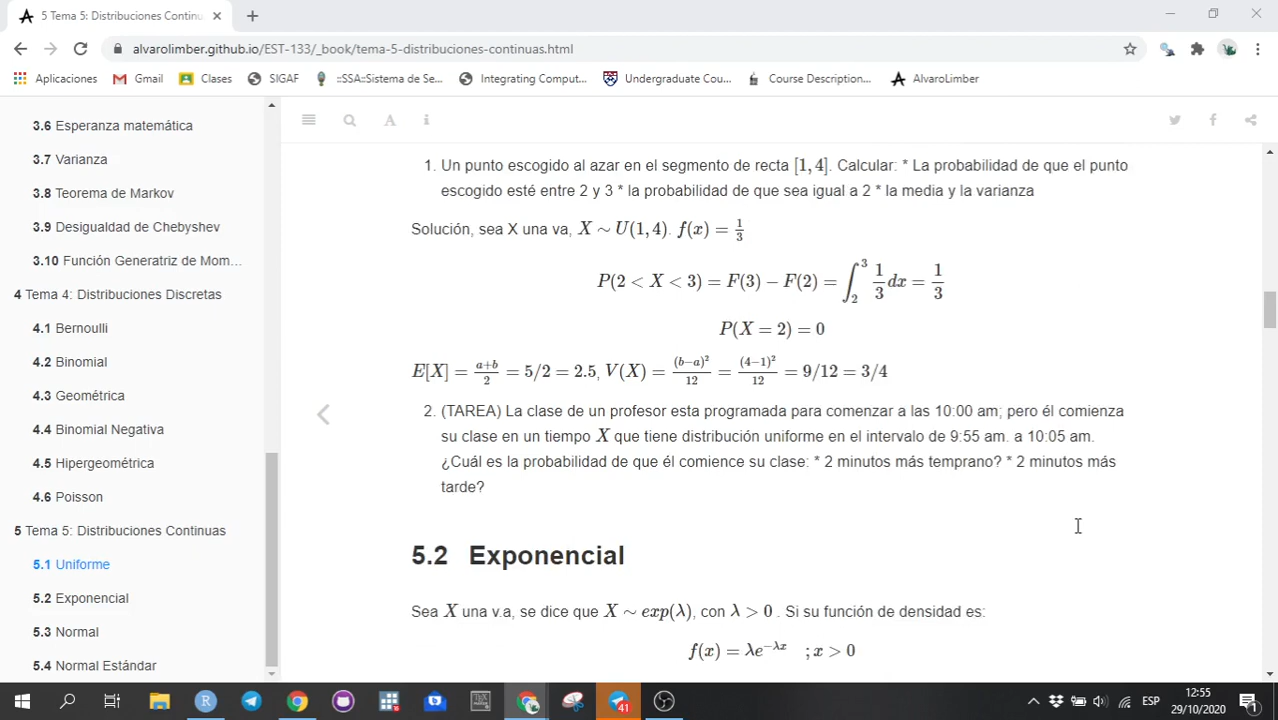 5 Tema 5: Distribuciones Continu
alvarolimber.github.io/EST-133/_book/tema-5-distribuciones-continuas.html
Aplicaciones Gmail Clases SIGAF ::SSA::Sistema de Se... Integrating Comput... Undergraduate Cou... Course Description... AlvaroLimber
3.6 Esperanza matemática
3.7 Varianza
3.8 Teorema de Markov
3.9 Desigualdad de Chebyshev
3.10 Función Generatriz de Mom…
4 Tema 4: Distribuciones Discretas
4.1 Bernoulli
4.2 Binomial
4.3 Geométrica
4.4 Binomial Negativa
4.5 Hipergeométrica
4.6 Poisson
5 Tema 5: Distribuciones Continuas
5.1 Uniforme
5.2 Exponencial
5.3 Normal
5.4 Normal Estándar
1. Un punto escogido al azar en el segmento de recta [1, 4]. Calcular: * La probabilidad de que el punto
escogido esté entre 2 y 3 * la probabilidad de que sea igual a 2 * la media y la varianza
Solución, sea X una va, X ∼ U(1, 4). f(x) = 1/3
P(2 < X < 3) = F(3) − F(2) = ∫₂³ 1/3 dx = 1/3
P(X = 2) = 0
E[X] = a+b/2 = 5/2 = 2.5, V(X) = (b−a)²/12 = (4−1)²/12 = 9/12 = 3/4
2. (TAREA) La clase de un profesor esta programada para comenzar a las 10:00 am; pero él comienza
su clase en un tiempo X que tiene distribución uniforme en el intervalo de 9:55 am. a 10:05 am.
¿Cuál es la probabilidad de que él comience su clase: * 2 minutos más temprano? * 2 minutos más
tarde?
5.2 Exponencial
Sea X una v.a, se dice que X ∼ exp(λ), con λ > 0 . Si su función de densidad es:
f(x) = λe^−λx ; x > 0
41
ESP
12:55
29/10/2020
1